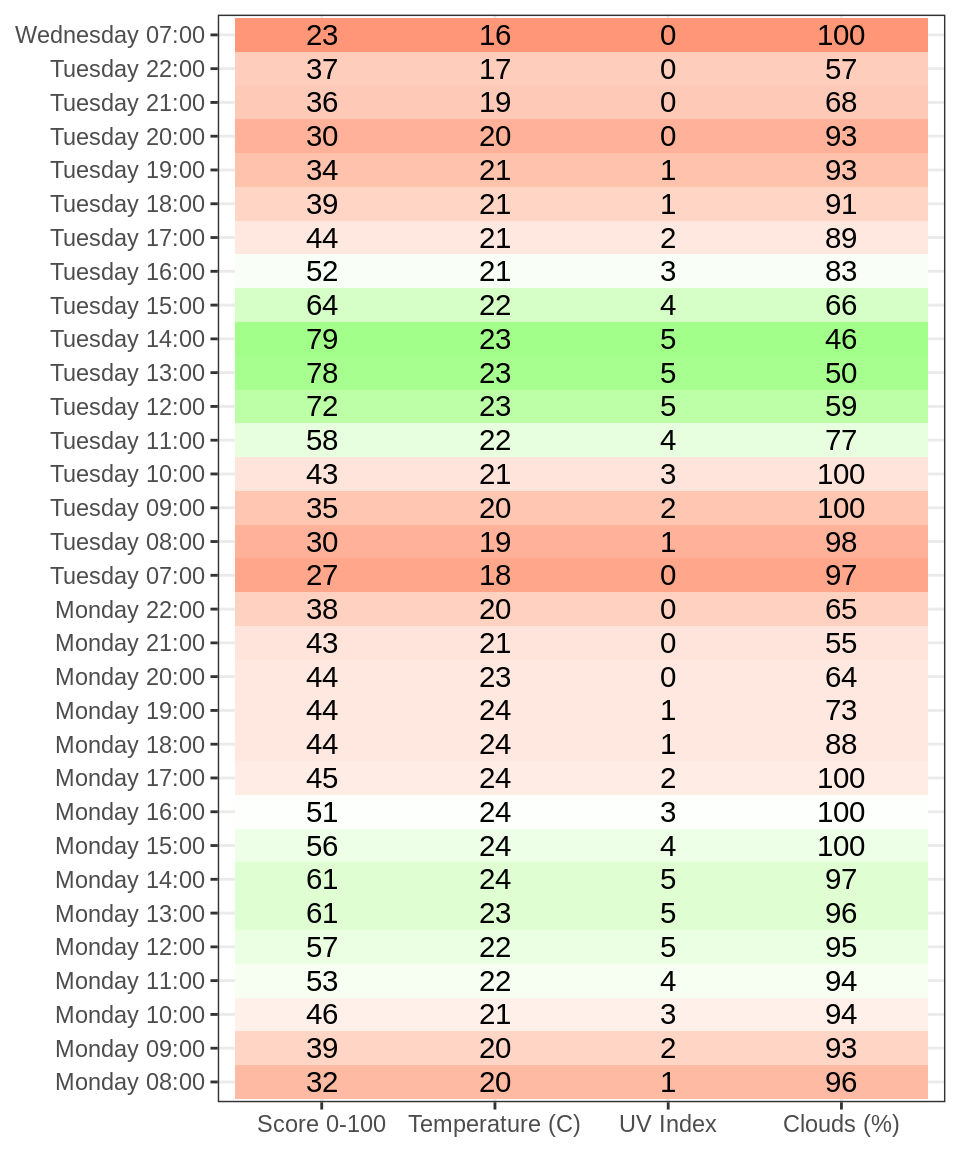 Wednesday 07:00 23 16 0 100
Tuesday 22:00 37 17 0 57
Tuesday 21:00 36 19 0 68
Tuesday 20:00 30 20 0 93
Tuesday 19:00 34 21 1 93
Tuesday 18:00 39 21 1 91
Tuesday 17:00 44 21 2 89
Tuesday 16:00 52 21 3 83
Tuesday 15:00 64 22 4 66
Tuesday 14:00 79 23 5 46
Tuesday 13:00 78 23 5 50
Tuesday 12:00 72 23 5 59
Tuesday 11:00 58 22 4 77
Tuesday 10:00 43 21 3 100
Tuesday 09:00 35 20 2 100
Tuesday 08:00 30 19 1 98
Tuesday 07:00 27 18 0 97
Monday 22:00 38 20 0 65
Monday 21:00 43 21 0 55
Monday 20:00 44 23 0 64
Monday 19:00 44 24 1 73
Monday 18:00 44 24 1 88
Monday 17:00 45 24 2 100
Monday 16:00 51 24 3 100
Monday 15:00 56 24 4 100
Monday 14:00 61 24 5 97
Monday 13:00 61 23 5 96
Monday 12:00 57 22 5 95
Monday 11:00 53 22 4 94
Monday 10:00 46 21 3 94
Monday 09:00 39 20 2 93
Monday 08:00 32 20 1 96
Score 0-100 Temperature (C) UV Index Clouds (%)